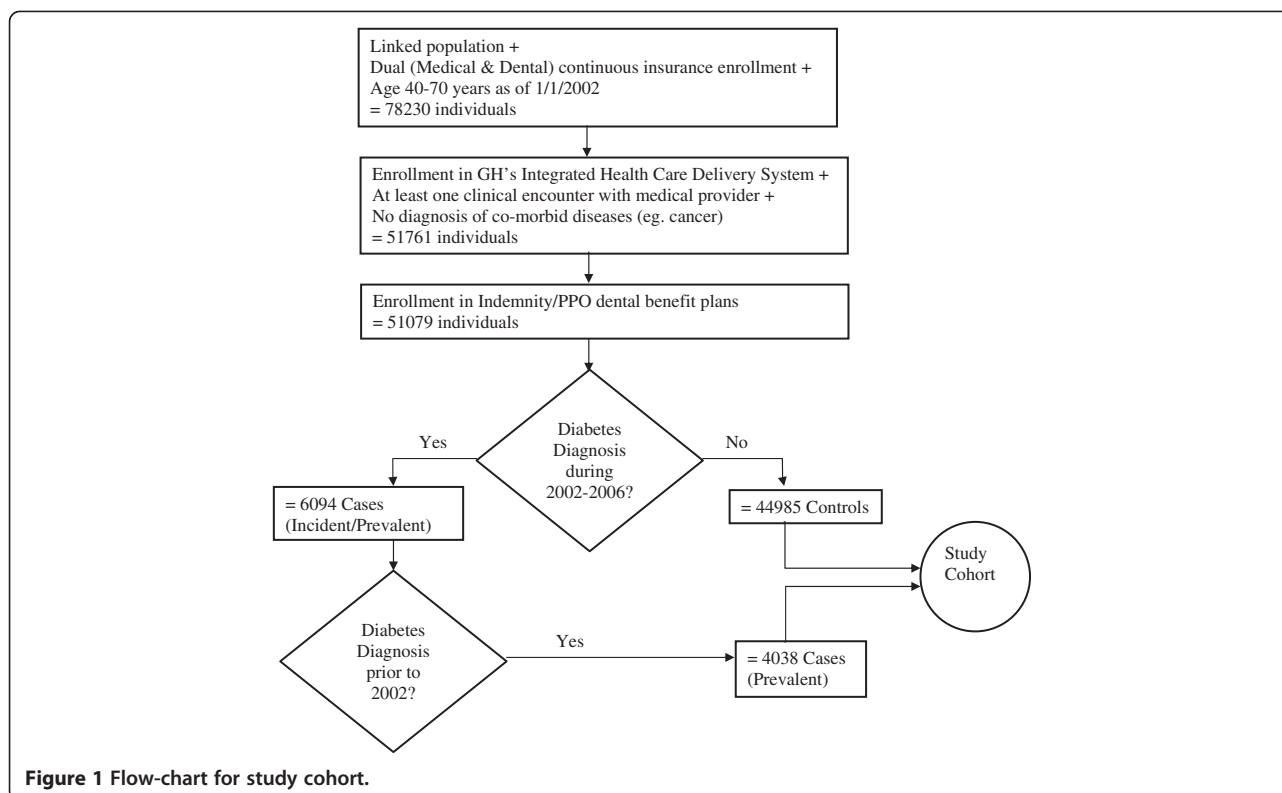 Linked population +
Dual (Medical & Dental) continuous insurance enrollment +
Age 40-70 years as of 1/1/2002
= 78230 individuals
Enrollment in GH's Integrated Health Care Delivery System +
At least one clinical encounter with medical provider +
No diagnosis of co-morbid diseases (eg. cancer)
= 51761 individuals
Enrollment in Indemnity/PPO dental benefit plans
= 51079 individuals
Diabetes
Diagnosis
during
2002-2006?
Yes
No
= 6094 Cases
(Incident/Prevalent)
= 44985 Controls
Study
Cohort
Diabetes
Diagnosis
prior to
2002?
Yes
= 4038 Cases
(Prevalent)
Figure 1 Flow-chart for study cohort.